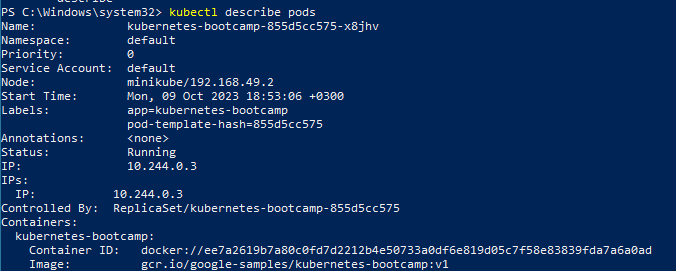 describe
PS C:\Windows\system32> kubectl describe pods
Name:             kubernetes-bootcamp-855d5cc575-x8jhv
Namespace:        default
Priority:         0
Service Account:  default
Node:             minikube/192.168.49.2
Start Time:       Mon, 09 Oct 2023 18:53:06 +0300
Labels:           app=kubernetes-bootcamp
                  pod-template-hash=855d5cc575
Annotations:      <none>
Status:           Running
IP:               10.244.0.3
IPs:
  IP:           10.244.0.3
Controlled By:  ReplicaSet/kubernetes-bootcamp-855d5cc575
Containers:
  kubernetes-bootcamp:
    Container ID:   docker://ee7a2619b7a80c0fd7d2212b4e50733a0df6e819d05c7f58e83839fda7a6a0ad
    Image:          gcr.io/google-samples/kubernetes-bootcamp:v1